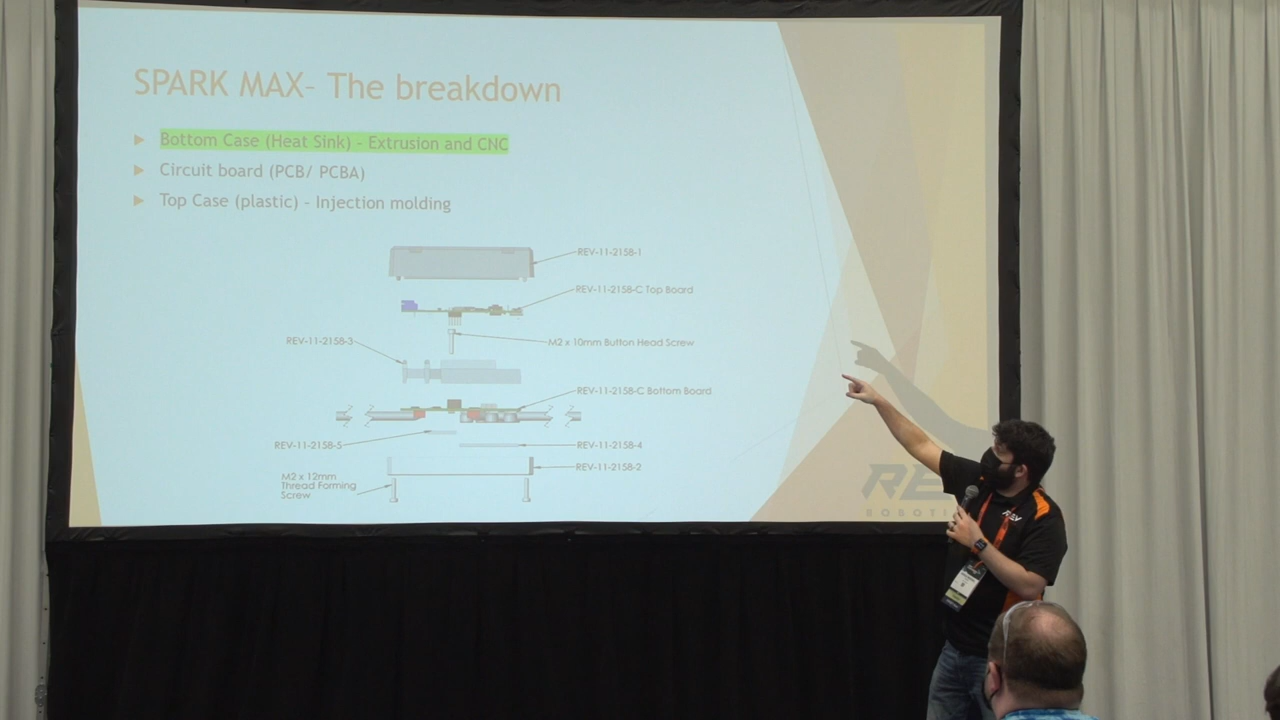 SPARK MAX– The breakdown
Bottom Case (Heat Sink) – Extrusion and CNC
Circuit board (PCB/ PCBA)
Top Case (plastic) – Injection molding
REV-11-2158-1
REV-11-2158-C Top Board
REV-11-2158-3
M2 x 10mm Button Head Screw
REV-11-2158-C Bottom Board
REV-11-2158-5
REV-11-2158-4
REV-11-2158-2
M2 x 12mm
Thread Forming
Screw
REV